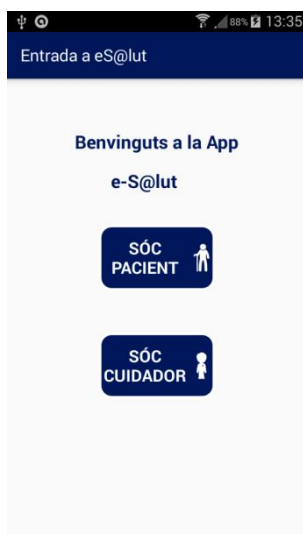 88% 13:35
Entrada a eS@lut
Benvinguts a la App
e-S@lut
SÓC
PACIENT
SÓC
CUIDADOR